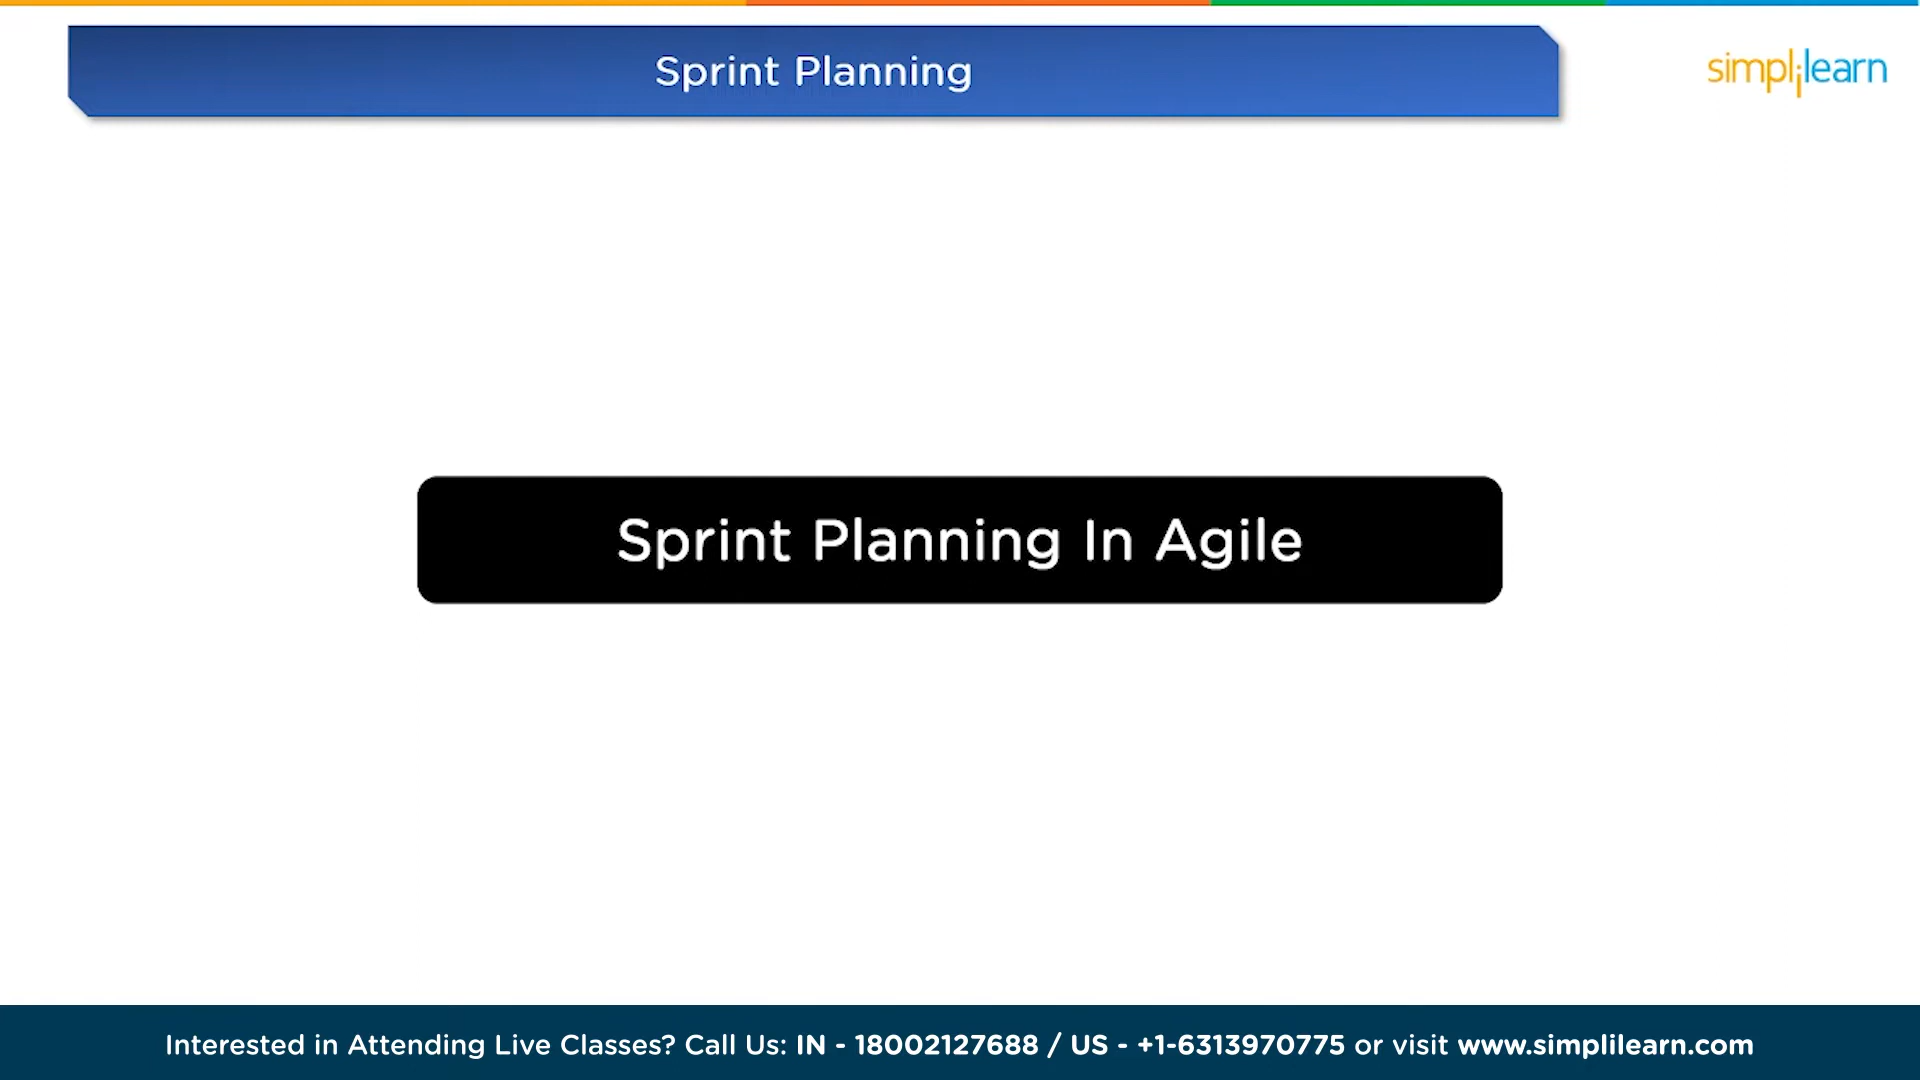 Sprint Planning
simplilearn
Sprint Planning In Agile
Interested in Attending Live Classes? Call Us: IN - 18002127688 / US - +1-6313970775 or visit www.simplilearn.com